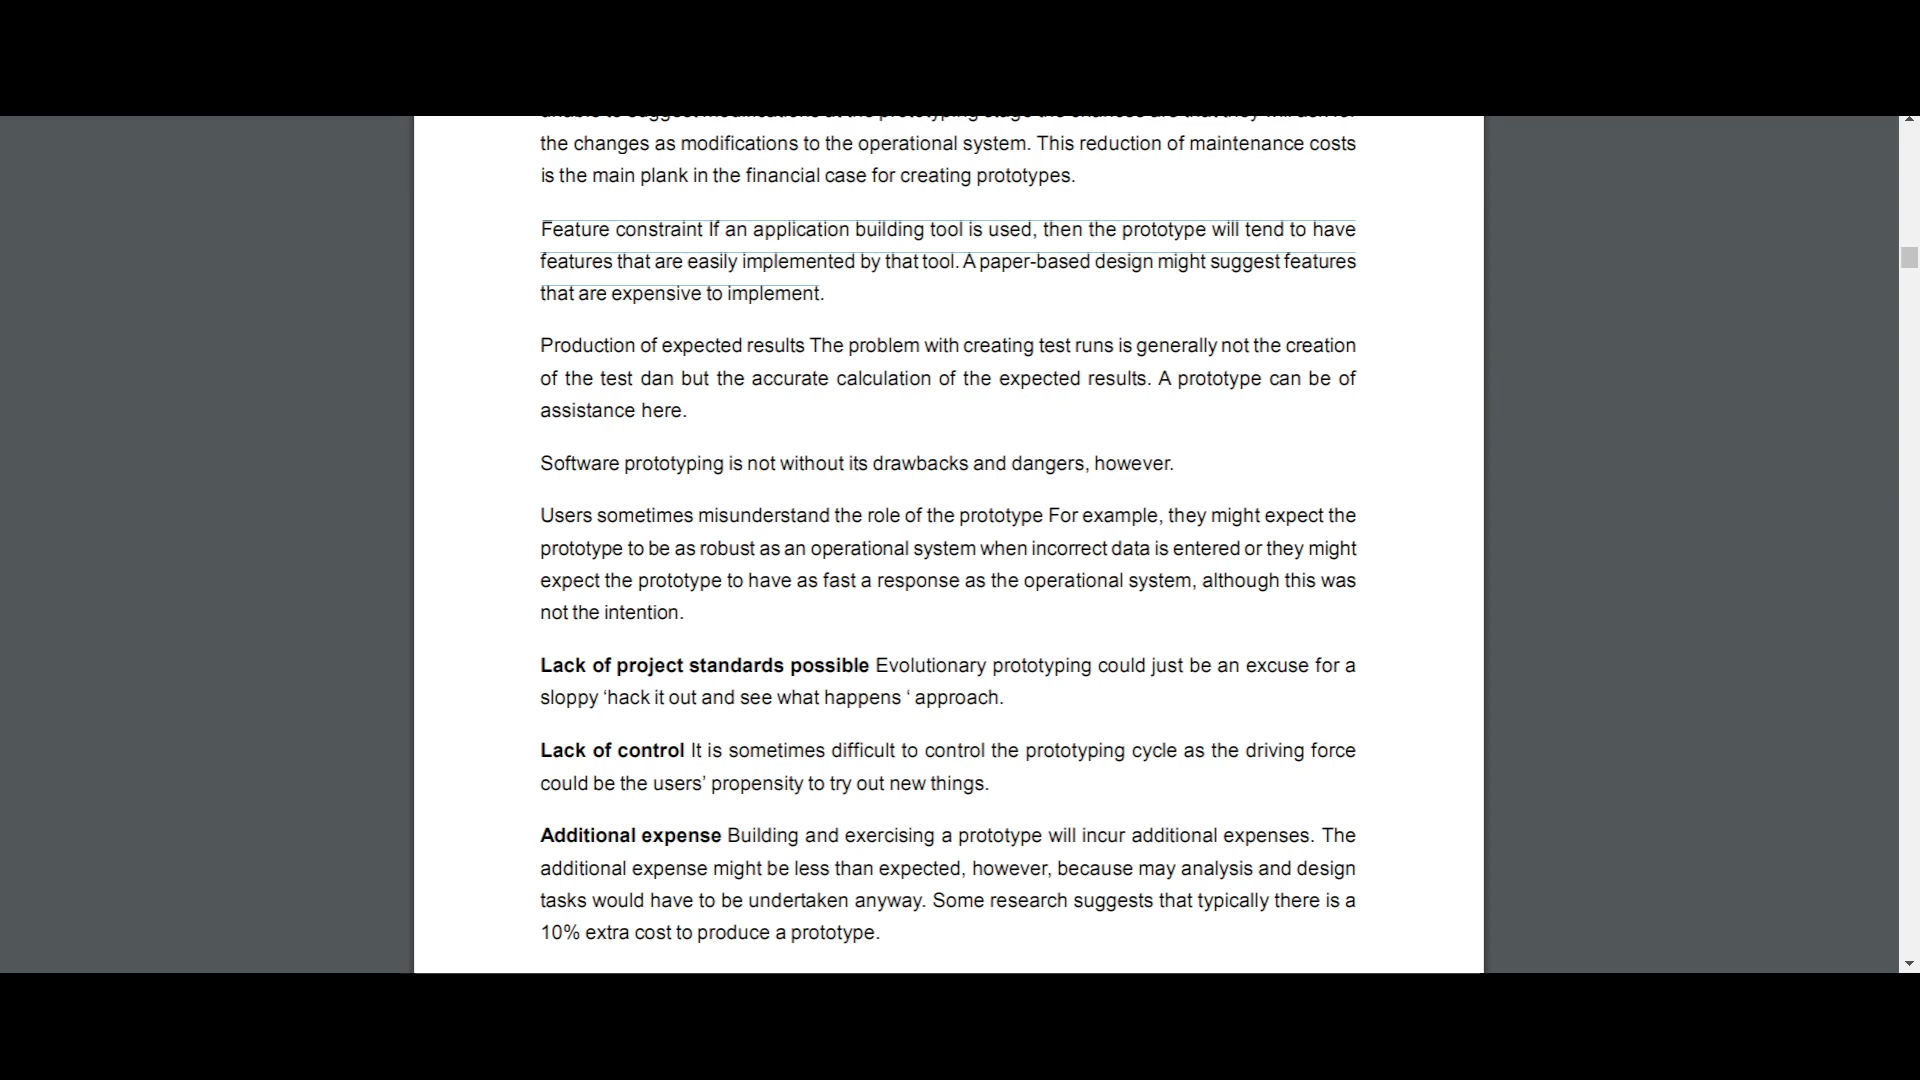 the changes as modifications to the operational system. This reduction of maintenance costs
is the main plank in the financial case for creating prototypes.
Feature constraint If an application building tool is used, then the prototype will tend to have
features that are easily implemented by that tool. A paper-based design might suggest features
that are expensive to implement.
Production of expected results The problem with creating test runs is generally not the creation
of the test dan but the accurate calculation of the expected results. A prototype can be of
assistance here.
Software prototyping is not without its drawbacks and dangers, however.
Users sometimes misunderstand the role of the prototype For example, they might expect the
prototype to be as robust as an operational system when incorrect data is entered or they might
expect the prototype to have as fast a response as the operational system, although this was
not the intention.
Lack of project standards possible Evolutionary prototyping could just be an excuse for a
sloppy ‘hack it out and see what happens ‘ approach.
Lack of control It is sometimes difficult to control the prototyping cycle as the driving force
could be the users’ propensity to try out new things.
Additional expense Building and exercising a prototype will incur additional expenses. The
additional expense might be less than expected, however, because may analysis and design
tasks would have to be undertaken anyway. Some research suggests that typically there is a
10% extra cost to produce a prototype.